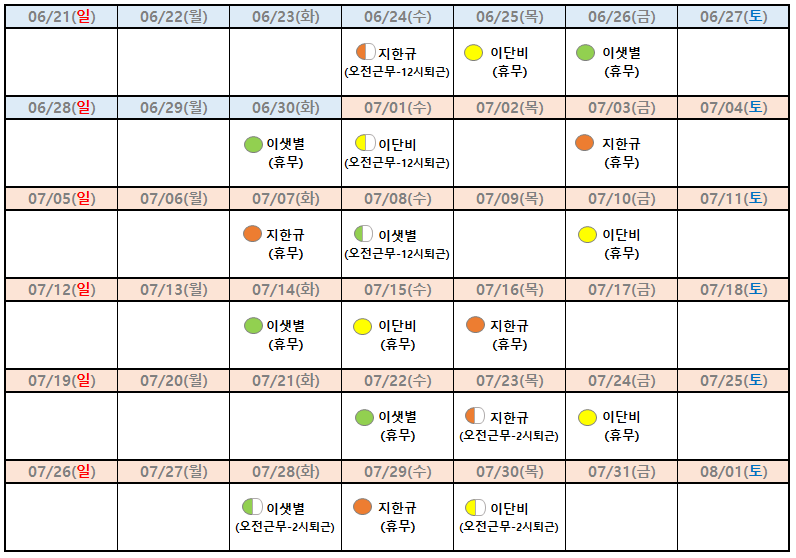 06/21(일) 06/22(월) 06/23(화) 06/24(수) 06/25(목) 06/26(금) 06/27(토)
지한규 이단비 이샛별
(오전근무-12시퇴근) (휴무) (휴무)
06/28(일) 06/29(월) 06/30(화) 07/01(수) 07/02(목) 07/03(금) 07/04(토)
이샛별 이단비 지한규
(휴무) (오전근무-12시퇴근) (휴무)
07/05(일) 07/06(월) 07/07(화) 07/08(수) 07/09(목) 07/10(금) 07/11(토)
지한규 이샛별 이단비
(휴무) (오전근무-12시퇴근) (휴무)
07/12(일) 07/13(월) 07/14(화) 07/15(수) 07/16(목) 07/17(금) 07/18(토)
이샛별 이단비 지한규
(휴무) (휴무) (휴무)
07/19(일) 07/20(월) 07/21(화) 07/22(수) 07/23(목) 07/24(금) 07/25(토)
이샛별 지한규 이단비
(휴무) (오전근무-2시퇴근) (휴무)
07/26(일) 07/27(월) 07/28(화) 07/29(수) 07/30(목) 07/31(금) 08/01(토)
이샛별 지한규 이단비
(오전근무-2시퇴근) (휴무) (오전근무-2시퇴근)